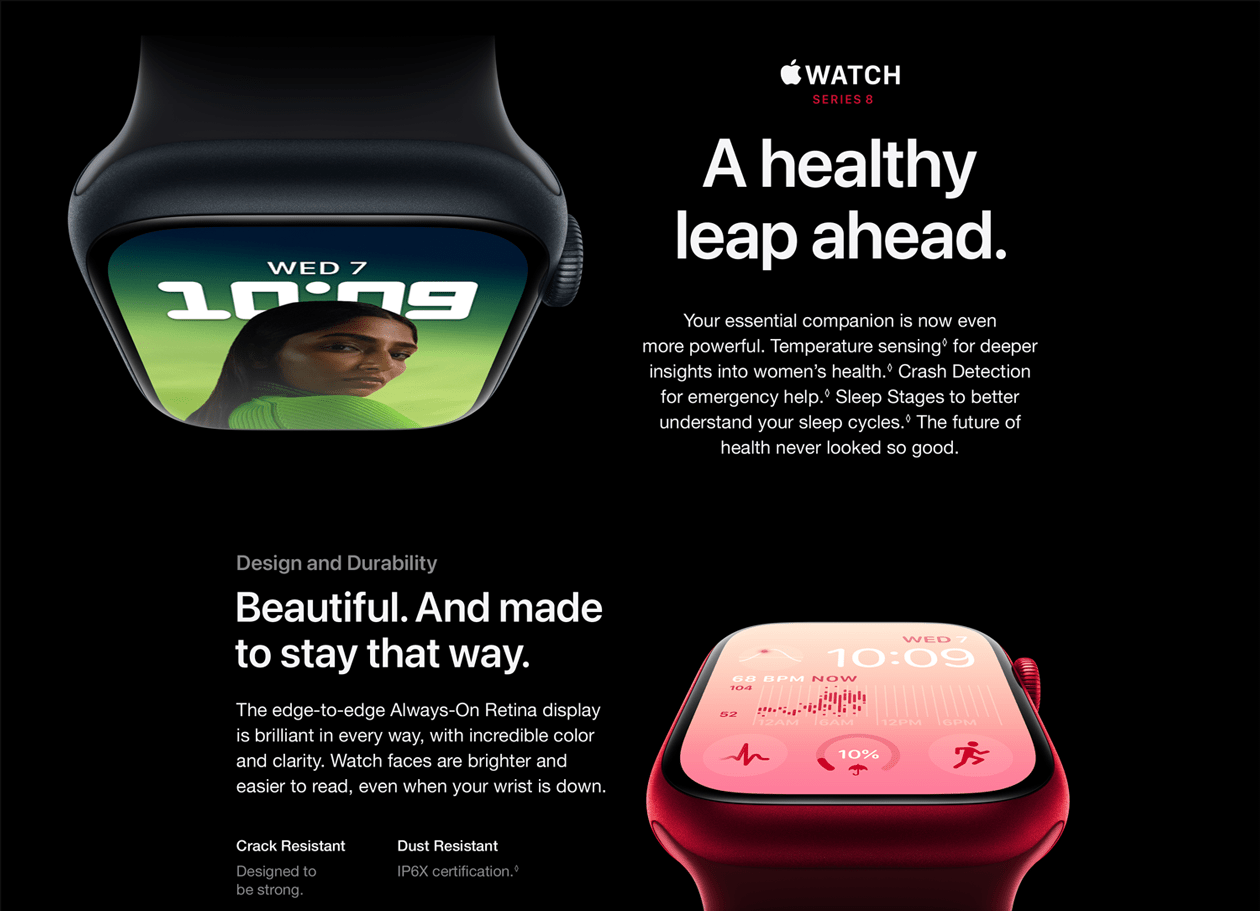 WATCH
SERIES 8
A healthy
leap ahead.
Your essential companion is now even
more powerful. Temperature sensing◊ for deeper
insights into women’s health.◊ Crash Detection
for emergency help.◊ Sleep Stages to better
understand your sleep cycles.◊ The future of
health never looked so good.
WED 7
10:09
Design and Durability
Beautiful. And made
to stay that way.
The edge-to-edge Always-On Retina display
is brilliant in every way, with incredible color
and clarity. Watch faces are brighter and
easier to read, even when your wrist is down.
Crack Resistant
Designed to
be strong.
Dust Resistant
IP6X certification.◊
WED 7
10:09
68 BPM NOW
104
52
12AM 6AM 12PM 6PM
10%